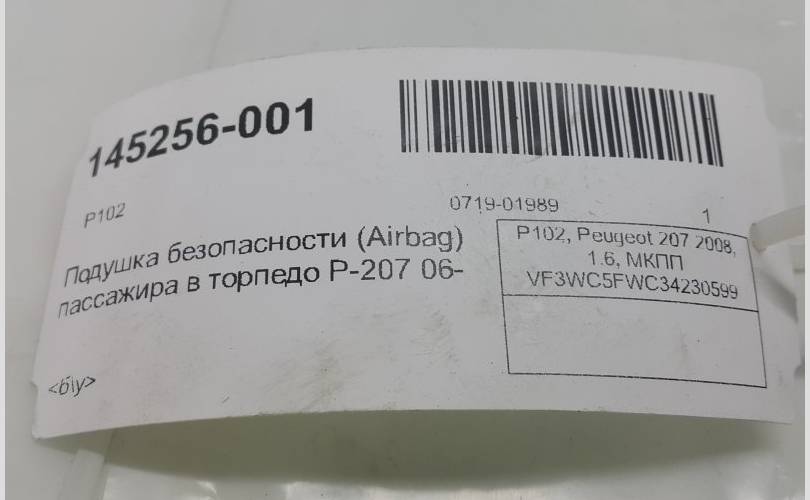 145256-001
P102
0719-01989
1
Подушка безопасности (Airbag)
пассажира в торпедо P-207 06-
P102, Peugeot 207 2008,
1.6, МКПП
VF3WC5FWC34230599
<б\у>